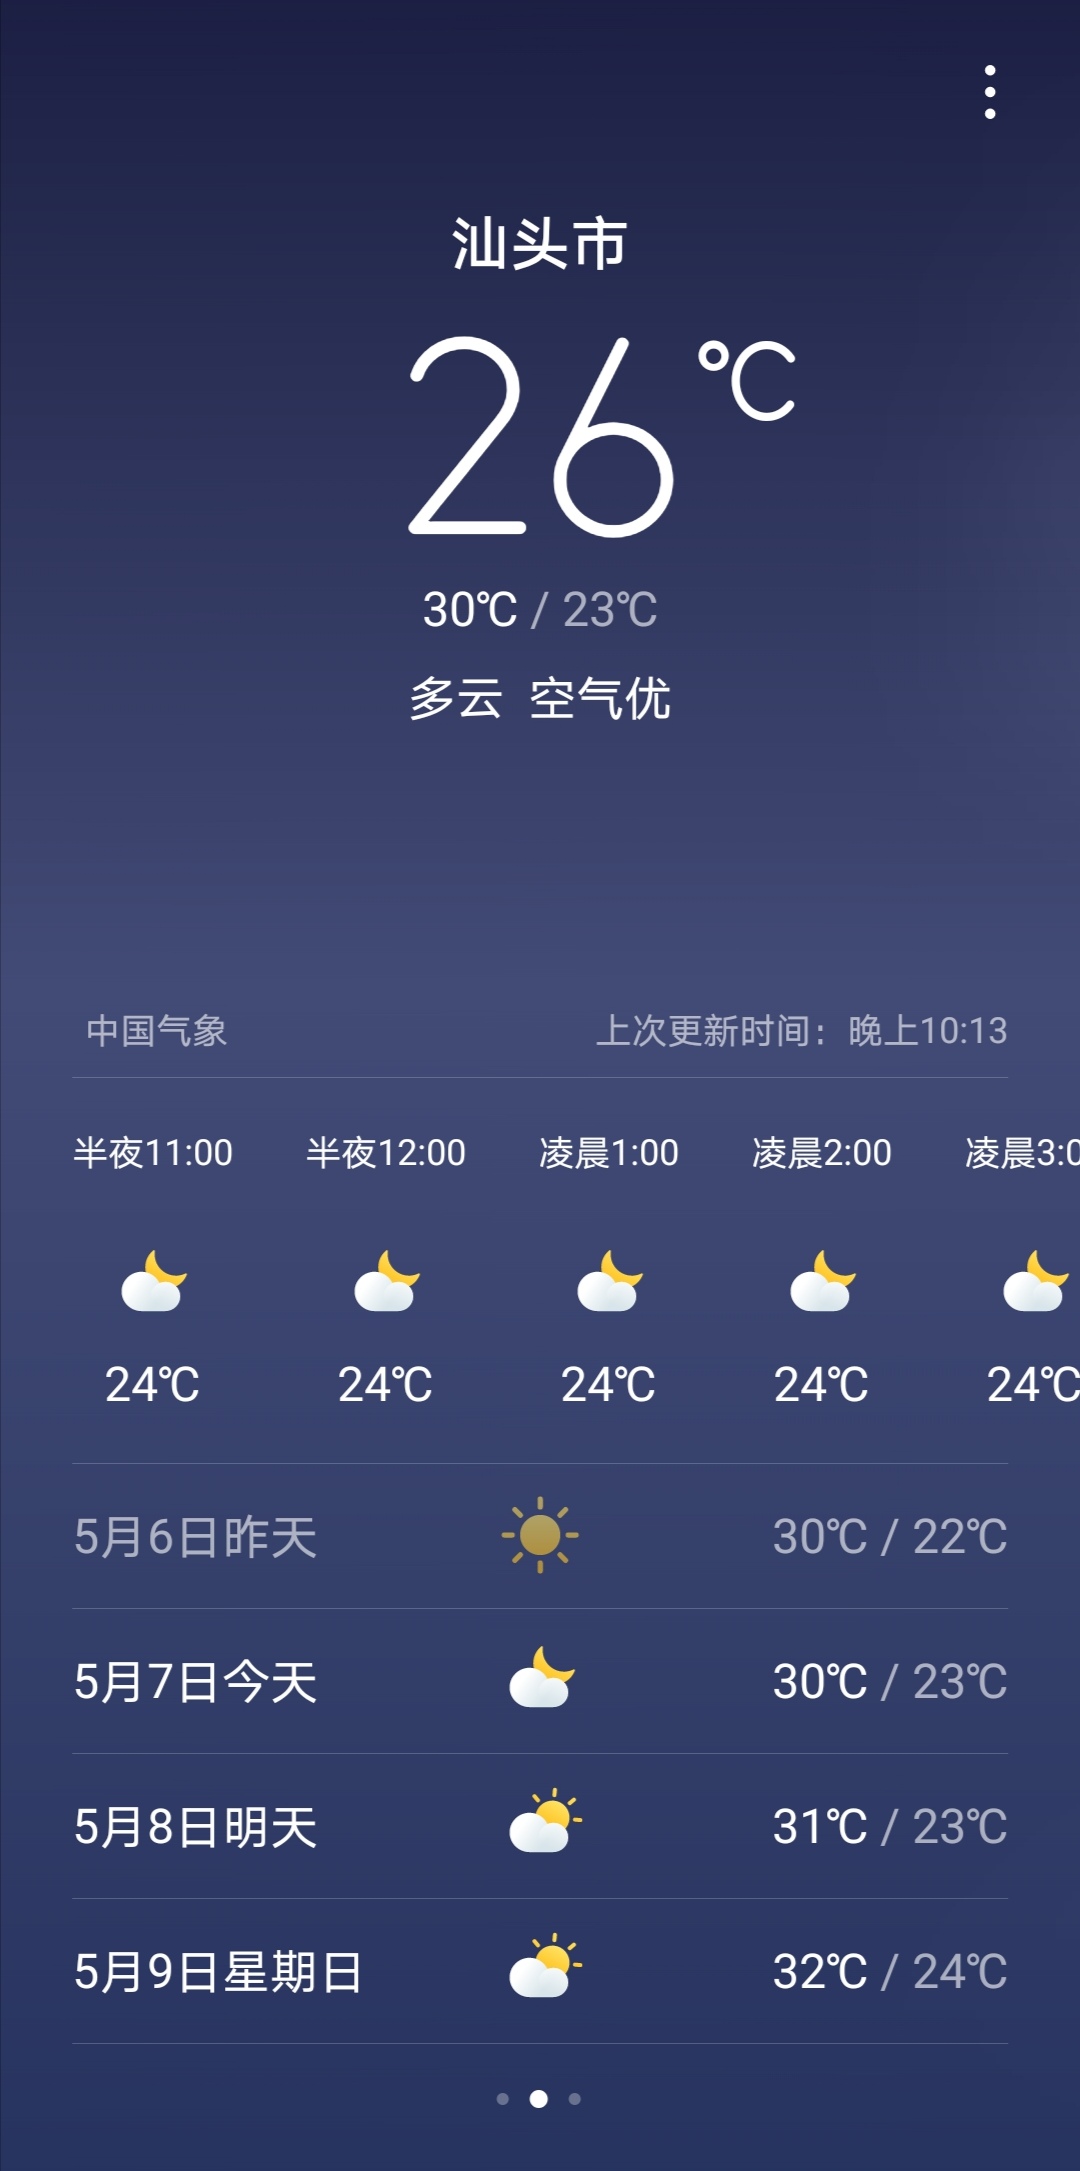 汕头市
26℃
30℃ / 23℃
多云 空气优
中国气象 上次更新时间：晚上10:13
半夜11:00 半夜12:00 凌晨1:00 凌晨2:00 凌晨3:0
24℃ 24℃ 24℃ 24℃ 24℃
5月6日昨天 30℃ / 22℃
5月7日今天 30℃ / 23℃
5月8日明天 31℃ / 23℃
5月9日星期日 32℃ / 24℃